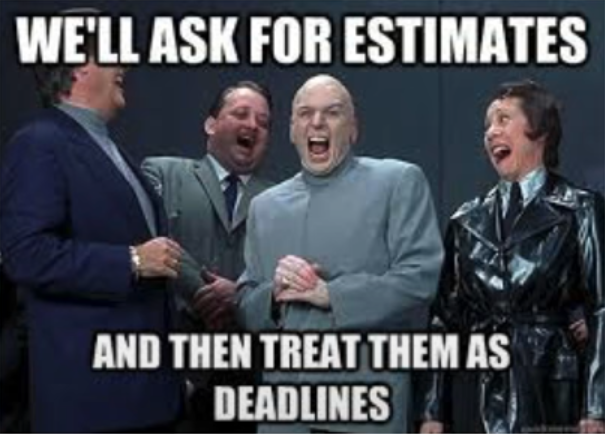 WE'LL ASK FOR ESTIMATES
AND THEN TREAT THEM AS
DEADLINES